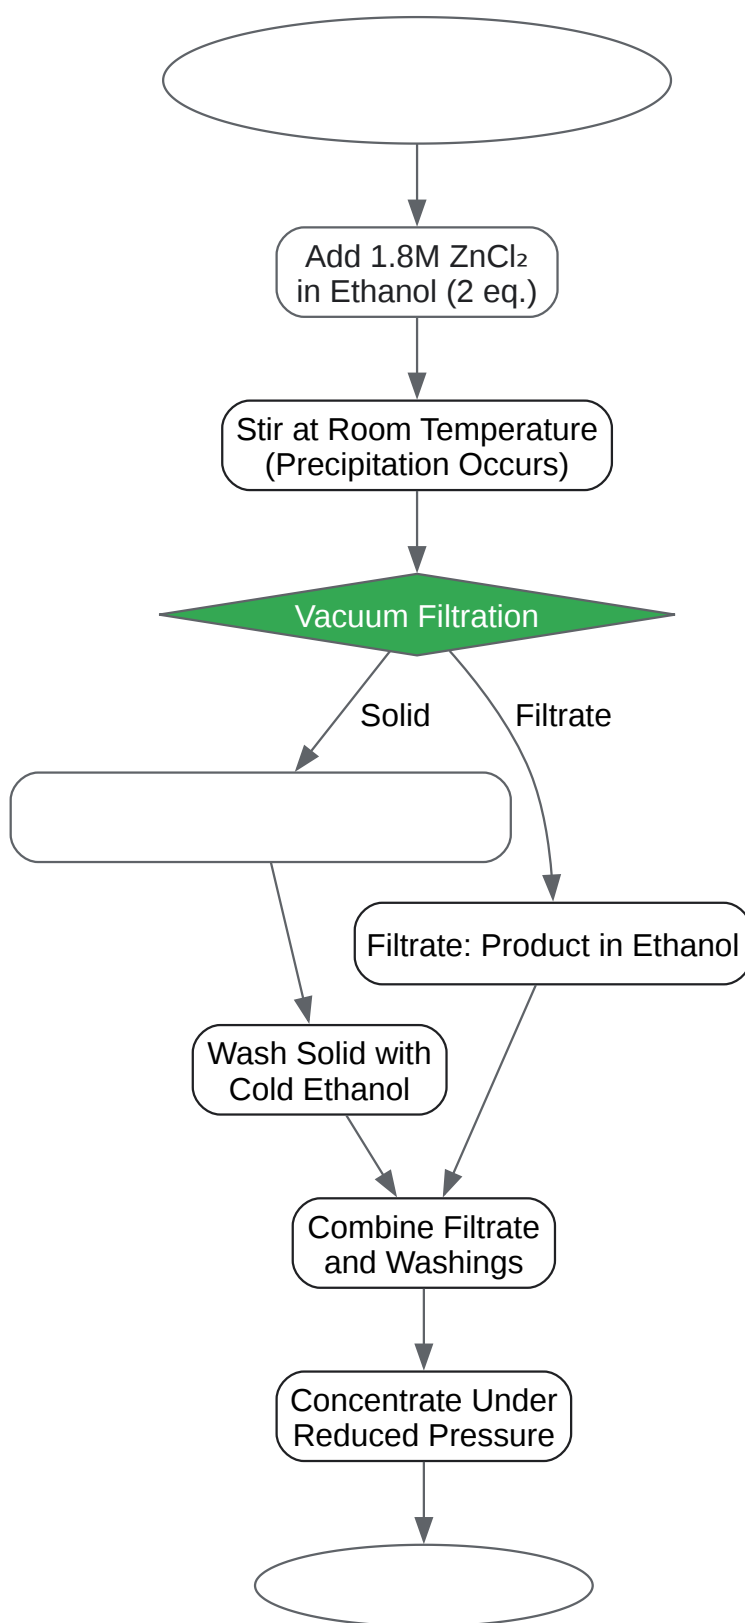 Add 1.8M ZnCl₂
in Ethanol (2 eq.)
Stir at Room Temperature
(Precipitation Occurs)
Vacuum Filtration
Solid
Filtrate
Filtrate: Product in Ethanol
Wash Solid with
Cold Ethanol
Combine Filtrate
and Washings
Concentrate Under
Reduced Pressure